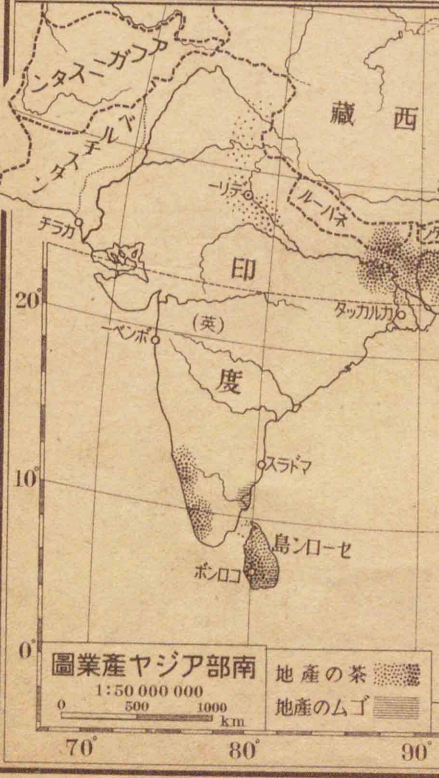 アフガニスタン
ベルチスタン
西藏
デリー
ネパール
カラチ
印度
(英)
カルカッタ
ボンベー
マドラス
セーロン島
コロンボ
20°
10°
0°
南部アジヤ產業圖
1:50 000 000
0 500 1000
km
茶の產地
ゴムの產地
70° 80° 90°